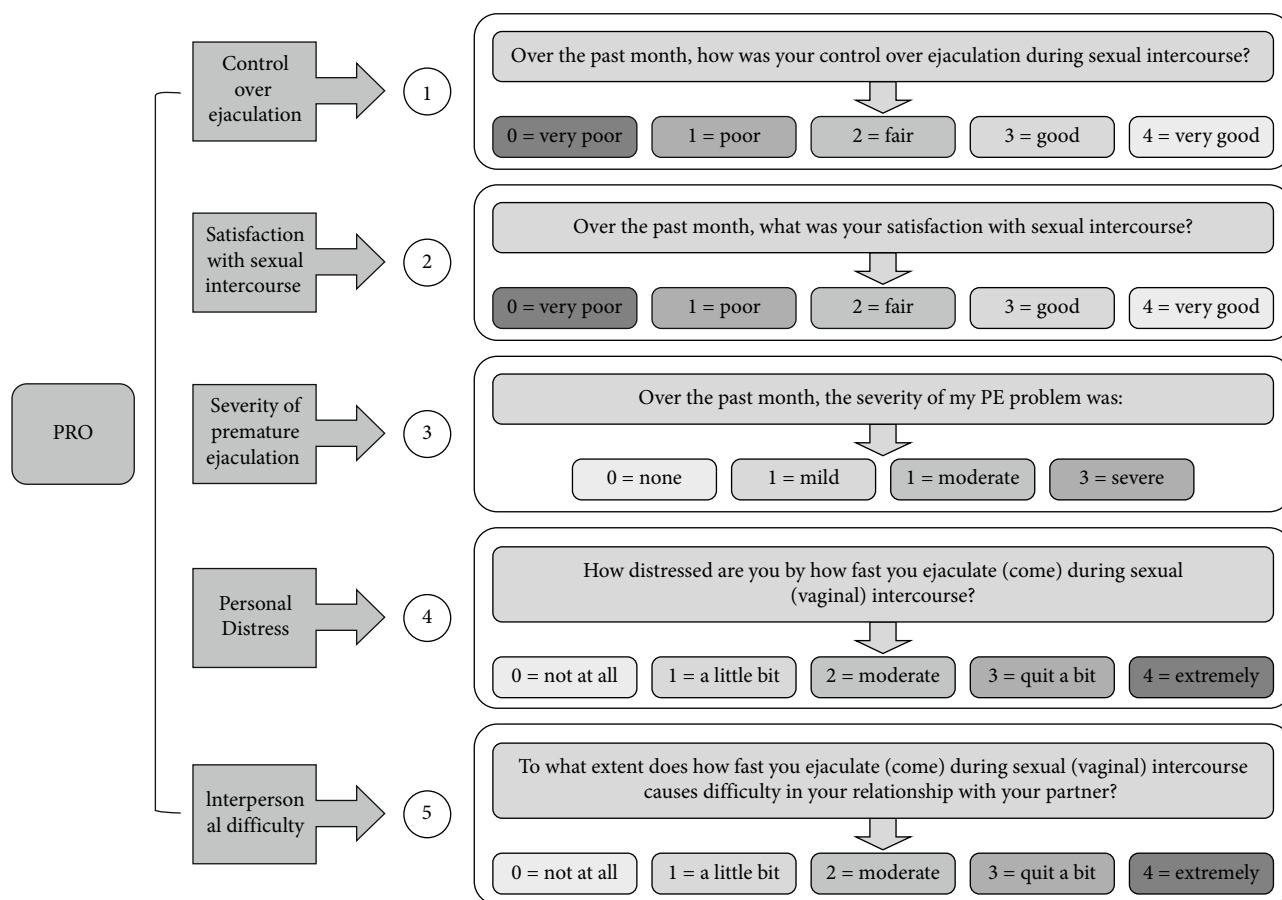 PRO
Control
over
ejaculation
1
Over the past month, how was your control over ejaculation during sexual intercourse?
0 = very poor
1 = poor
2 = fair
3 = good
4 = very good
Satisfaction
with sexual
intercourse
2
Over the past month, what was your satisfaction with sexual intercourse?
0 = very poor
1 = poor
2 = fair
3 = good
4 = very good
Severity of
premature
ejaculation
3
Over the past month, the severity of my PE problem was:
0 = none
1 = mild
1 = moderate
3 = severe
Personal
Distress
4
How distressed are you by how fast you ejaculate (come) during sexual
(vaginal) intercourse?
0 = not at all
1 = a little bit
2 = moderate
3 = quit a bit
4 = extremely
Interperson
al difficulty
5
To what extent does how fast you ejaculate (come) during sexual (vaginal) intercourse
causes difficulty in your relationship with your partner?
0 = not at all
1 = a little bit
2 = moderate
3 = quit a bit
4 = extremely